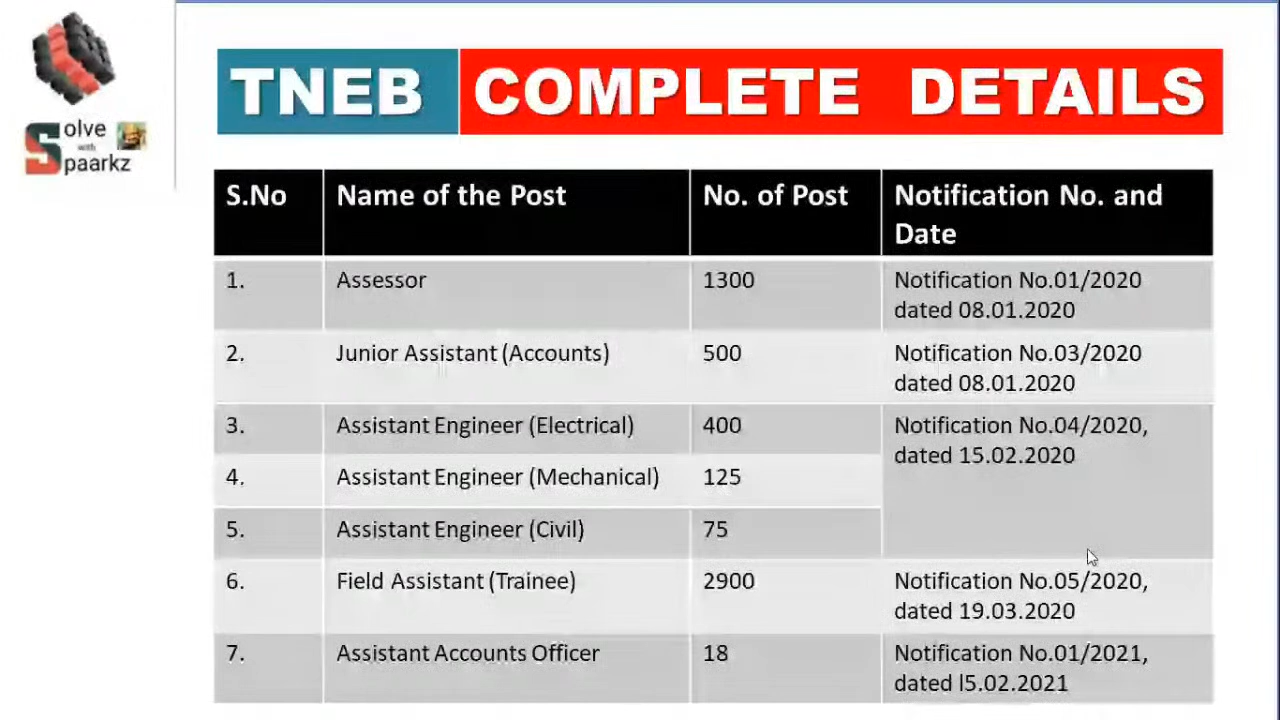 Solve
with
Spaarkz
TNEB COMPLETE DETAILS
S.No Name of the Post No. of Post Notification No. and
Date
1. Assessor 1300 Notification No.01/2020
dated 08.01.2020
2. Junior Assistant (Accounts) 500 Notification No.03/2020
dated 08.01.2020
3. Assistant Engineer (Electrical) 400 Notification No.04/2020,
dated 15.02.2020
4. Assistant Engineer (Mechanical) 125
5. Assistant Engineer (Civil) 75
6. Field Assistant (Trainee) 2900 Notification No.05/2020,
dated 19.03.2020
7. Assistant Accounts Officer 18 Notification No.01/2021,
dated l5.02.2021